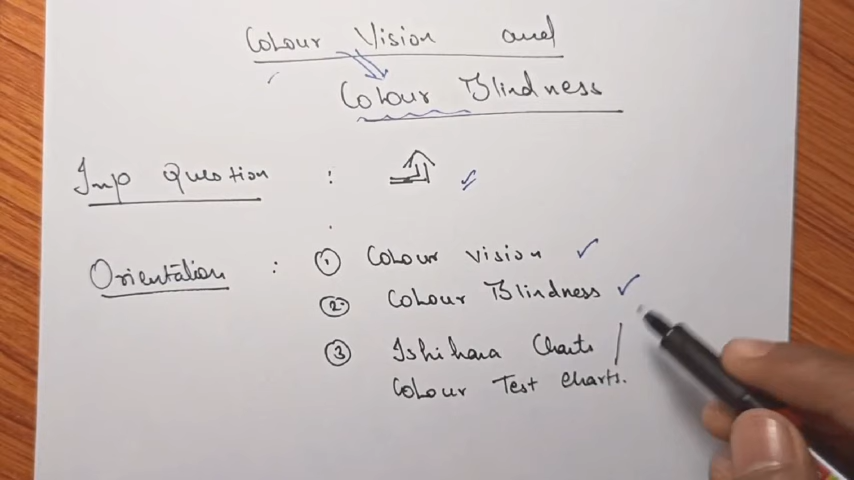 Colour Vision and
Colour Blindness
Imp Question :
Orientation : ① Colour vision ✓
② Colour Blindness ✓
③ Ishihara Charts /
Colour Test charts.